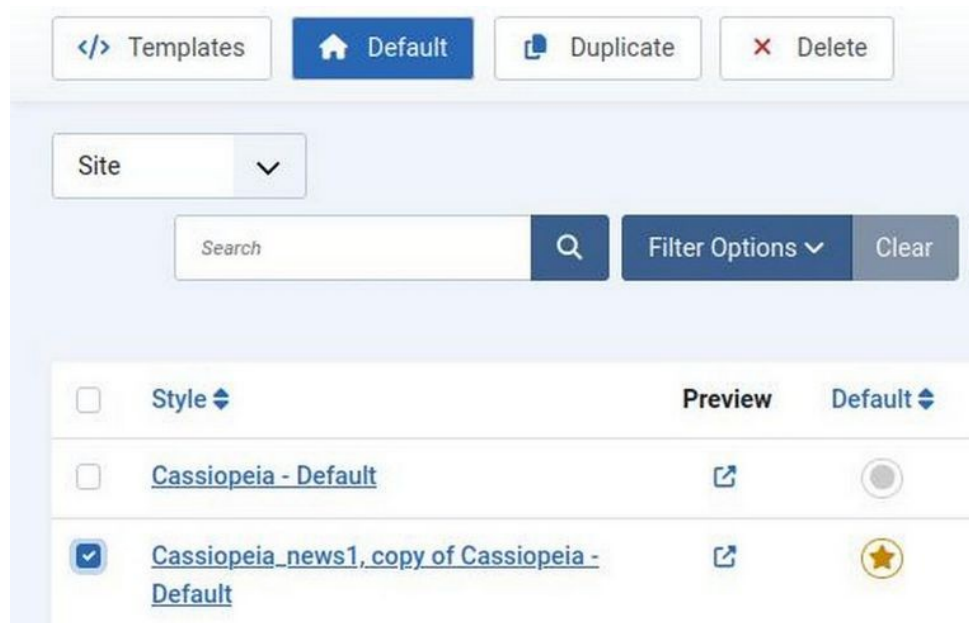 </> Templates Default Duplicate × Delete
Site
Search Filter Options Clear
Style Preview Default
Cassiopeia - Default
Cassiopeia_news1, copy of Cassiopeia -
Default